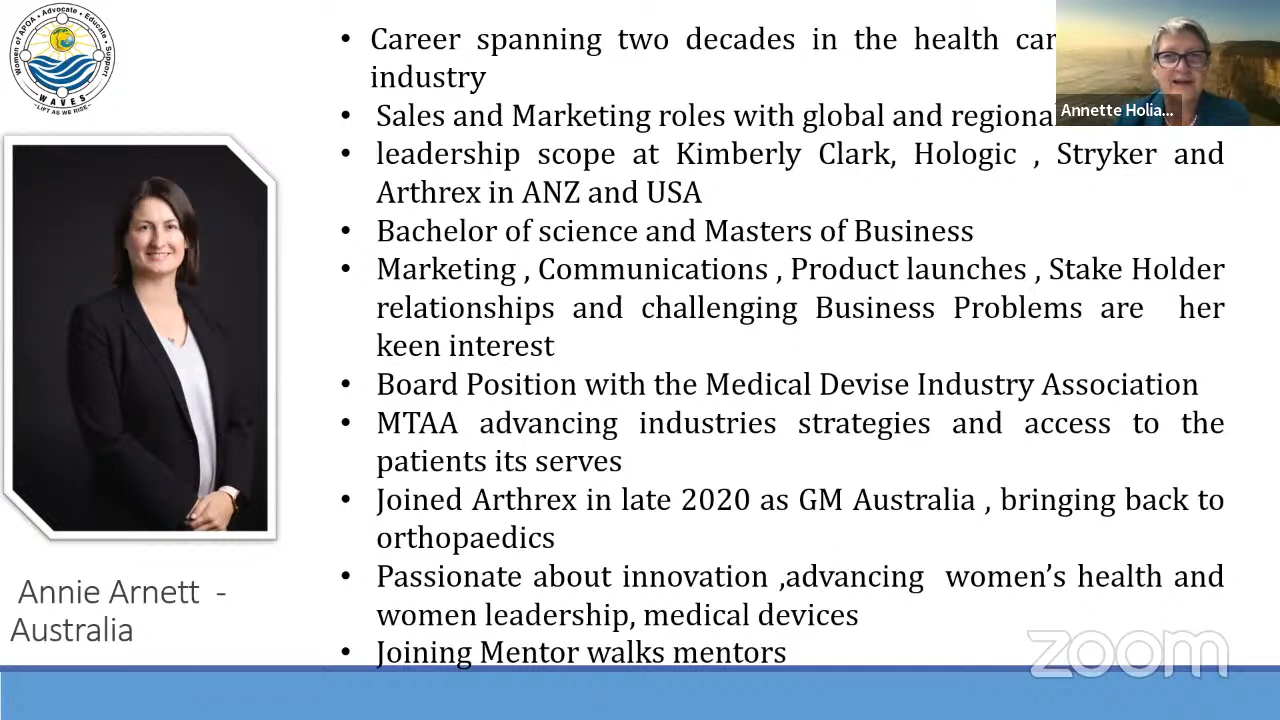 Women of APOA • Advocate • Educate • Support
WAVES
~LIFT AS WE RISE~
• Career spanning two decades in the health car
industry
• Sales and Marketing roles with global and regiona
• leadership scope at Kimberly Clark, Hologic , Stryker and
Arthrex in ANZ and USA
• Bachelor of science and Masters of Business
• Marketing , Communications , Product launches , Stake Holder
relationships and challenging Business Problems are her
keen interest
• Board Position with the Medical Devise Industry Association
• MTAA advancing industries strategies and access to the
patients its serves
• Joined Arthrex in late 2020 as GM Australia , bringing back to
orthopaedics
• Passionate about innovation ,advancing women’s health and
women leadership, medical devices
• Joining Mentor walks mentors
Annette Holia...
Annie Arnett -
Australia
zoom